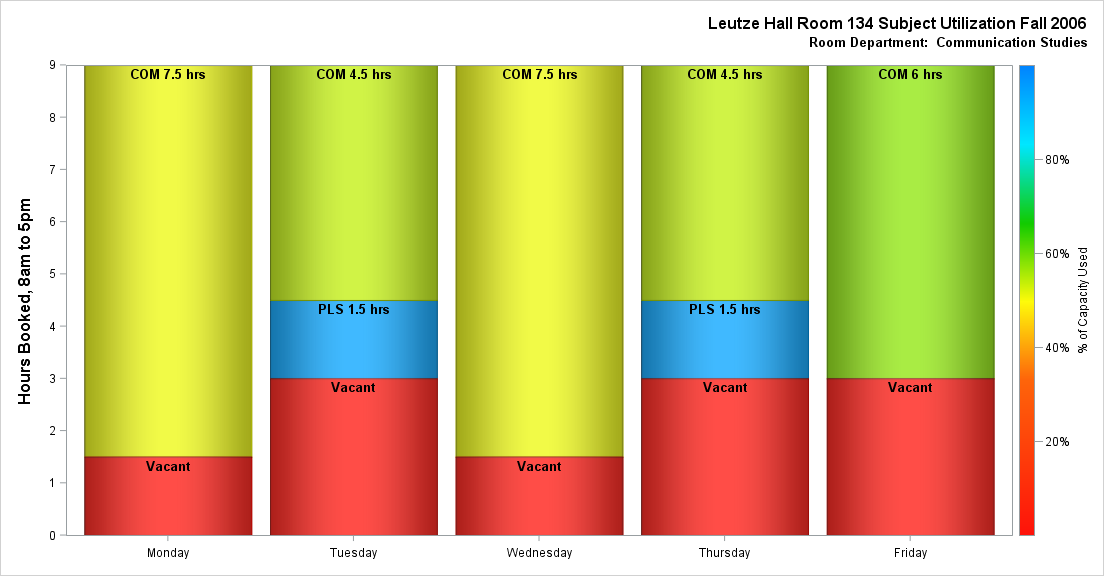 Leutze Hall Room 134 Subject Utilization Fall 2006
Room Department:  Communication Studies
Hours Booked, 8am to 5pm
9
8
7
6
5
4
3
2
1
0
COM 7.5 hrs
Vacant
COM 4.5 hrs
PLS 1.5 hrs
Vacant
COM 7.5 hrs
Vacant
COM 4.5 hrs
PLS 1.5 hrs
Vacant
COM 6 hrs
Vacant
Monday
Tuesday
Wednesday
Thursday
Friday
80%
60%
40%
20%
% of Capacity Used